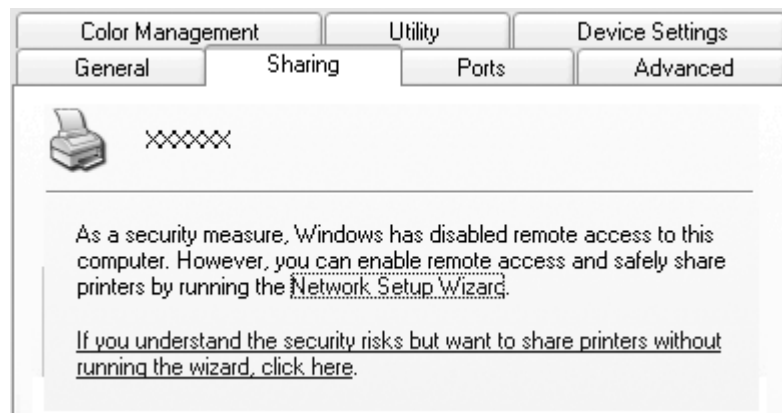 Color Management Utility Device Settings
General Sharing Ports Advanced
XXXXXX
As a security measure, Windows has disabled remote access to this
computer. However, you can enable remote access and safely share
printers by running the Network Setup Wizard.
If you understand the security risks but want to share printers without
running the wizard, click here.